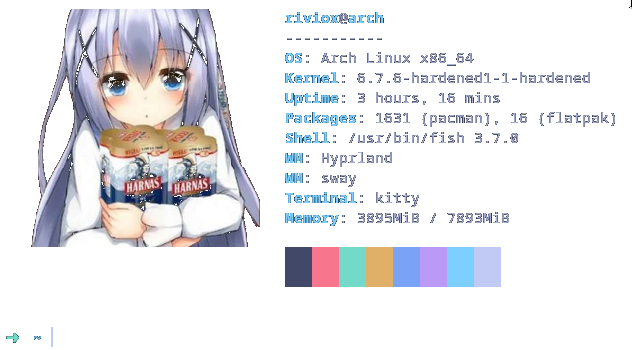 riviox@arch
-----------
OS: Arch Linux x86_64
Kernel: 6.7.6-hardened1-1-hardened
Uptime: 3 hours, 16 mins
Packages: 1631 (pacman), 16 (flatpak)
Shell: /usr/bin/fish 3.7.0
WM: Hyprland
WM: sway
Terminal: kitty
Memory: 3895MiB / 7893MiB
HARNAŚ HARNAŚ
➜ ~